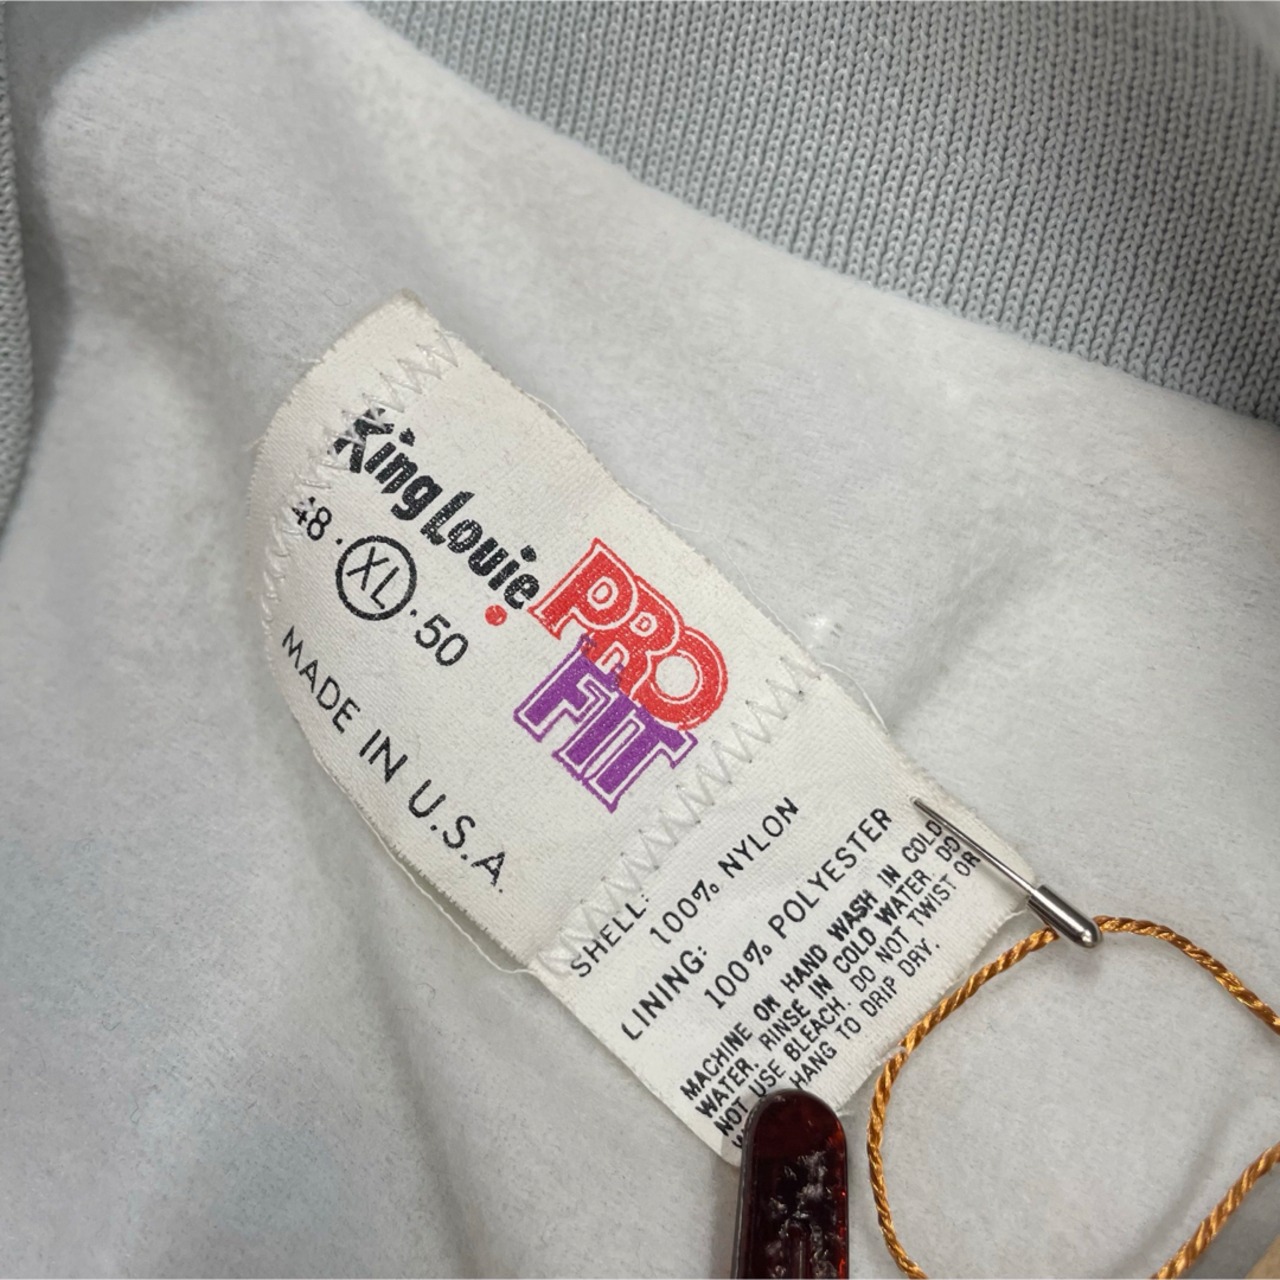 King Louie
PRO
FIT
48 · XL · 50
MADE IN U.S.A.
SHELL:
100% NYLON
LINING:
100% POLYESTER
MACHINE OR HAND WASH IN COLD
WATER. RINSE IN COLD WATER DO
NOT USE BLEACH. DO NOT TWIST OR
HANG TO DRIP DRY.